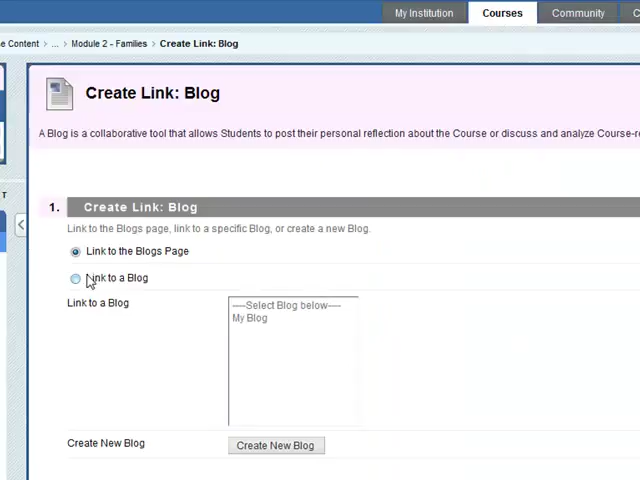 My Institution Courses Community C
e Content > ... > Module 2 - Families > Create Link: Blog
Create Link: Blog
A Blog is a collaborative tool that allows Students to post their personal reflection about the Course or discuss and analyze Course-re
T
1. Create Link: Blog
Link to the Blogs page, link to a specific Blog, or create a new Blog.
Link to the Blogs Page
Link to a Blog
Link to a Blog
----Select Blog below----
My Blog
Create New Blog
Create New Blog